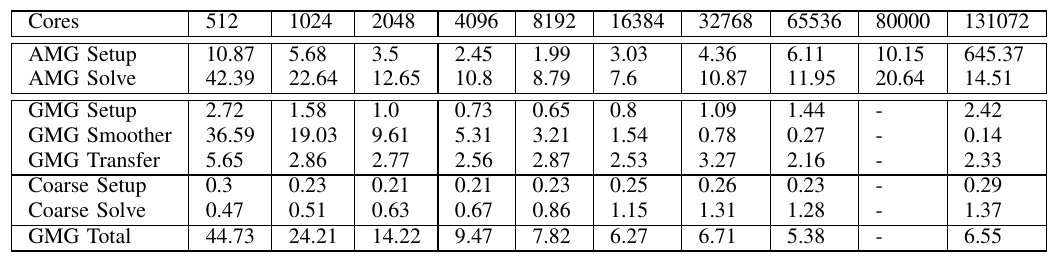 Cores 512 1024 2048 4096 8192 16384 32768 65536 80000 131072
AMG Setup 10.87 5.68 3.5 2.45 1.99 3.03 4.36 6.11 10.15 645.37
AMG Solve 42.39 22.64 12.65 10.8 8.79 7.6 10.87 11.95 20.64 14.51
GMG Setup 2.72 1.58 1.0 0.73 0.65 0.8 1.09 1.44 - 2.42
GMG Smoother 36.59 19.03 9.61 5.31 3.21 1.54 0.78 0.27 - 0.14
GMG Transfer 5.65 2.86 2.77 2.56 2.87 2.53 3.27 2.16 - 2.33
Coarse Setup 0.3 0.23 0.21 0.21 0.23 0.25 0.26 0.23 - 0.29
Coarse Solve 0.47 0.51 0.63 0.67 0.86 1.15 1.31 1.28 - 1.37
GMG Total 44.73 24.21 14.22 9.47 7.82 6.27 6.71 5.38 - 6.55